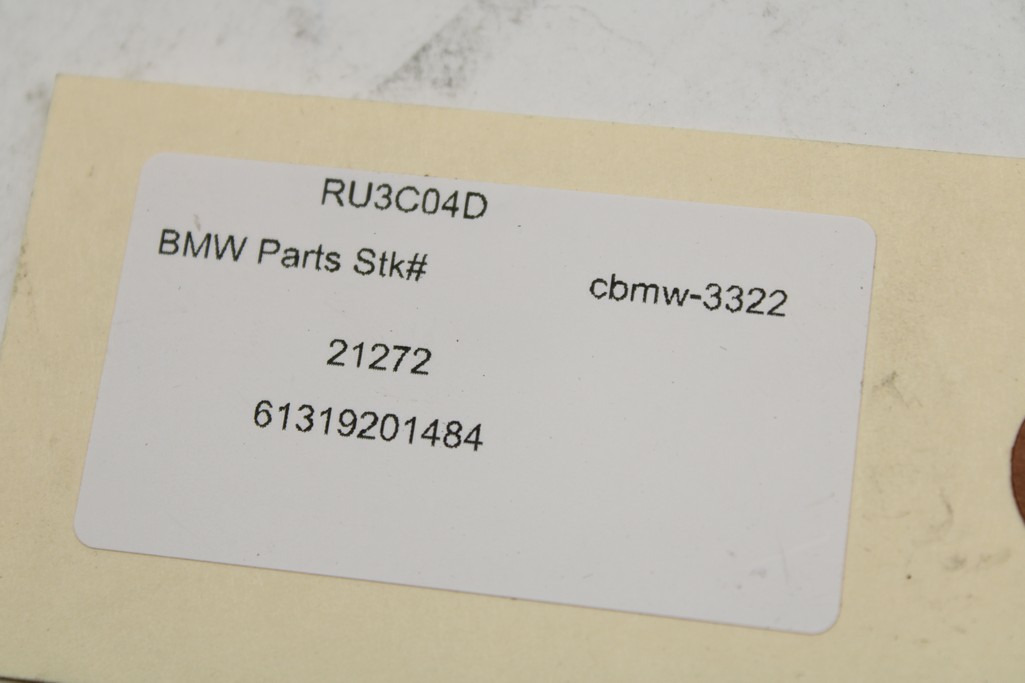 RU3C04D
BMW Parts Stk#
cbmw-3322
21272
61319201484